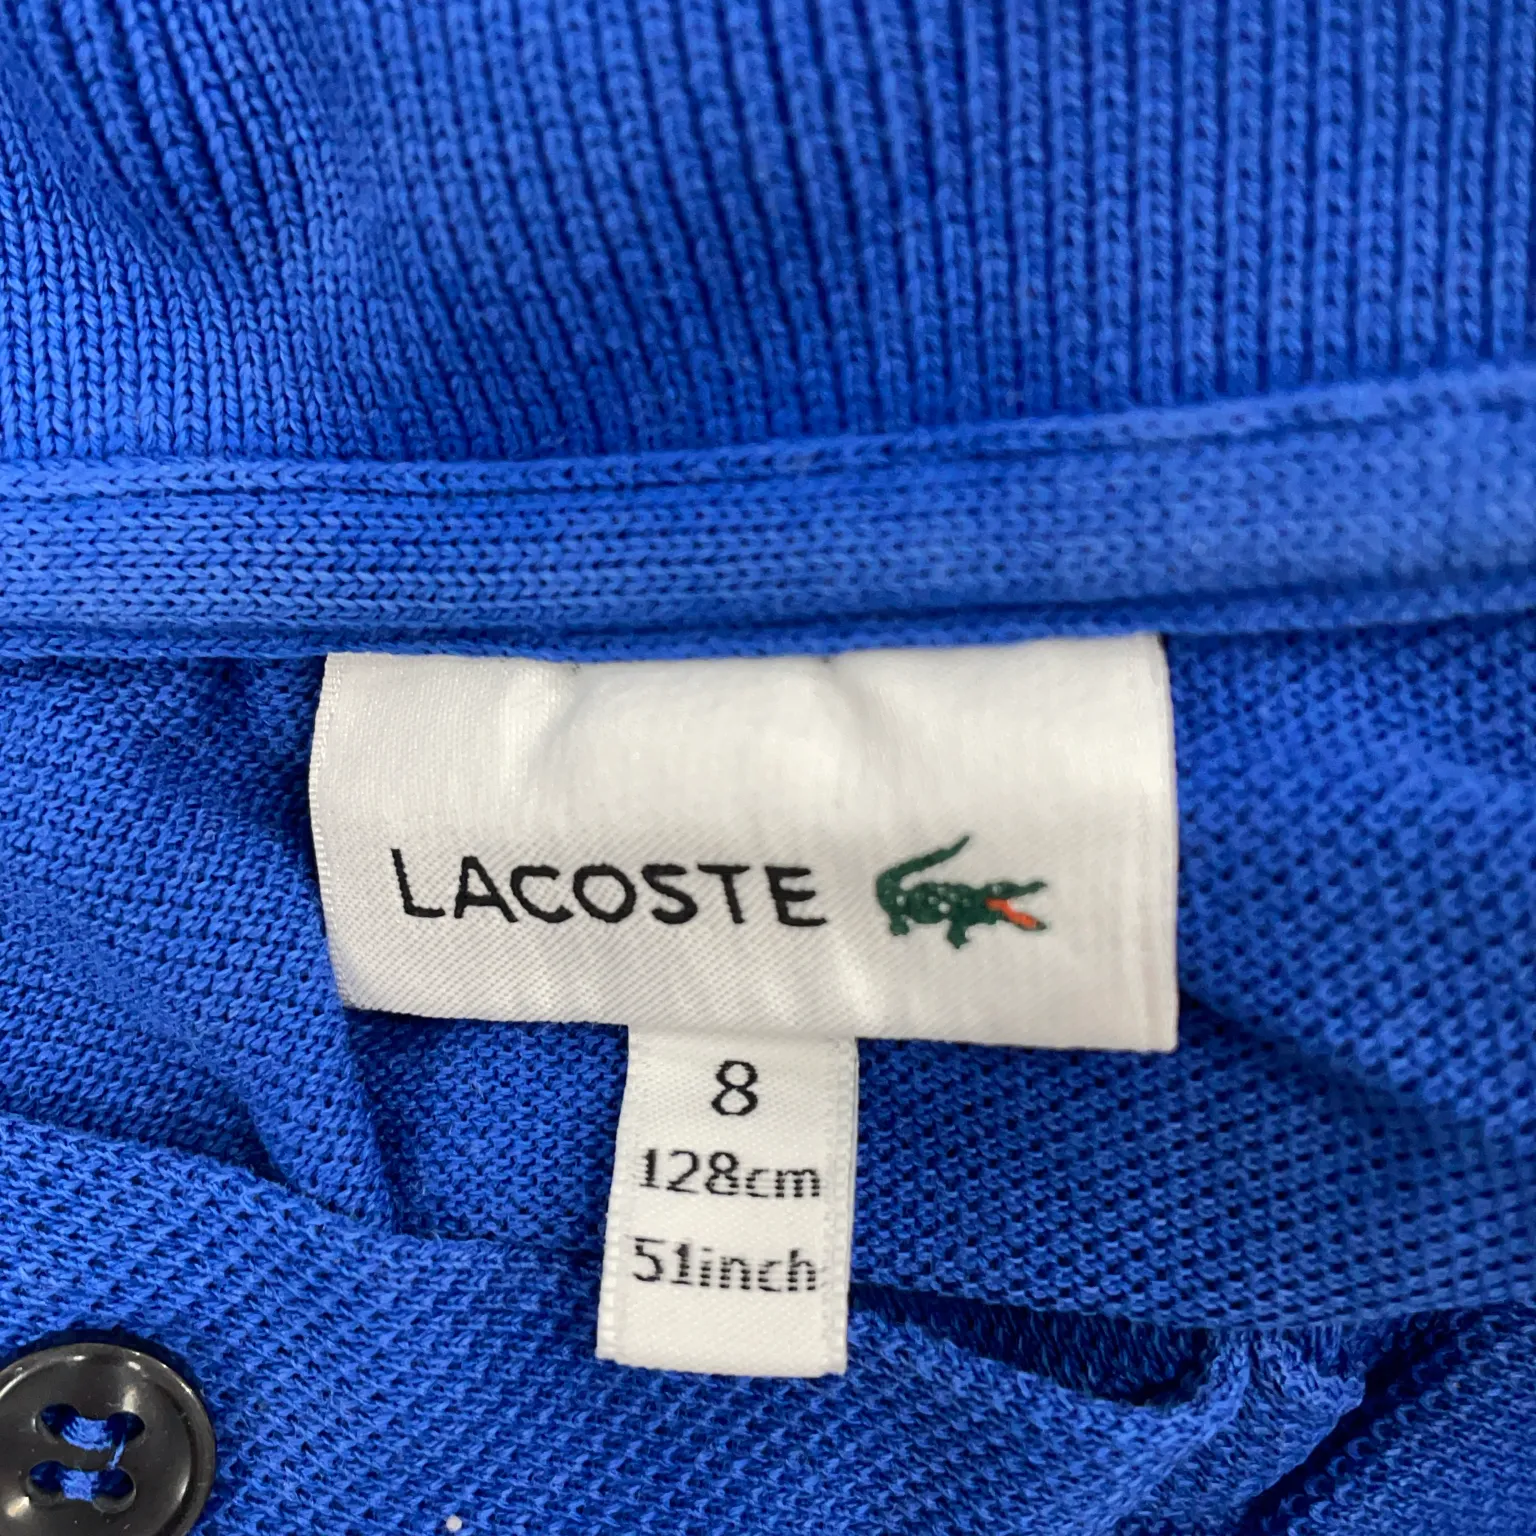 LACOSTE
8
128cm
51inch